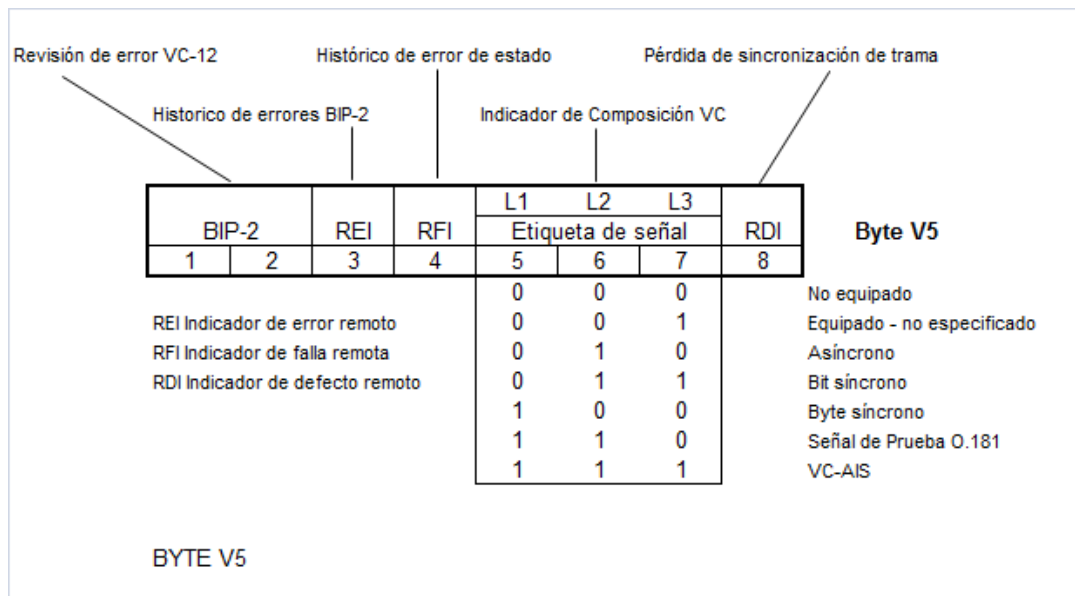 Revisión de error VC-12 Histórico de error de estado Pérdida de sincronización de trama
Historico de errores BIP-2 Indicador de Composición VC
L1 L2 L3
BIP-2 REI RFI Etiqueta de señal RDI Byte V5
1 2 3 4 5 6 7 8
0 0 0 No equipado
REI Indicador de error remoto 0 0 1 Equipado - no especificado
RFI Indicador de falla remota 0 1 0 Asíncrono
RDI Indicador de defecto remoto 0 1 1 Bit síncrono
1 0 0 Byte síncrono
1 1 0 Señal de Prueba O.181
1 1 1 VC-AIS
BYTE V5